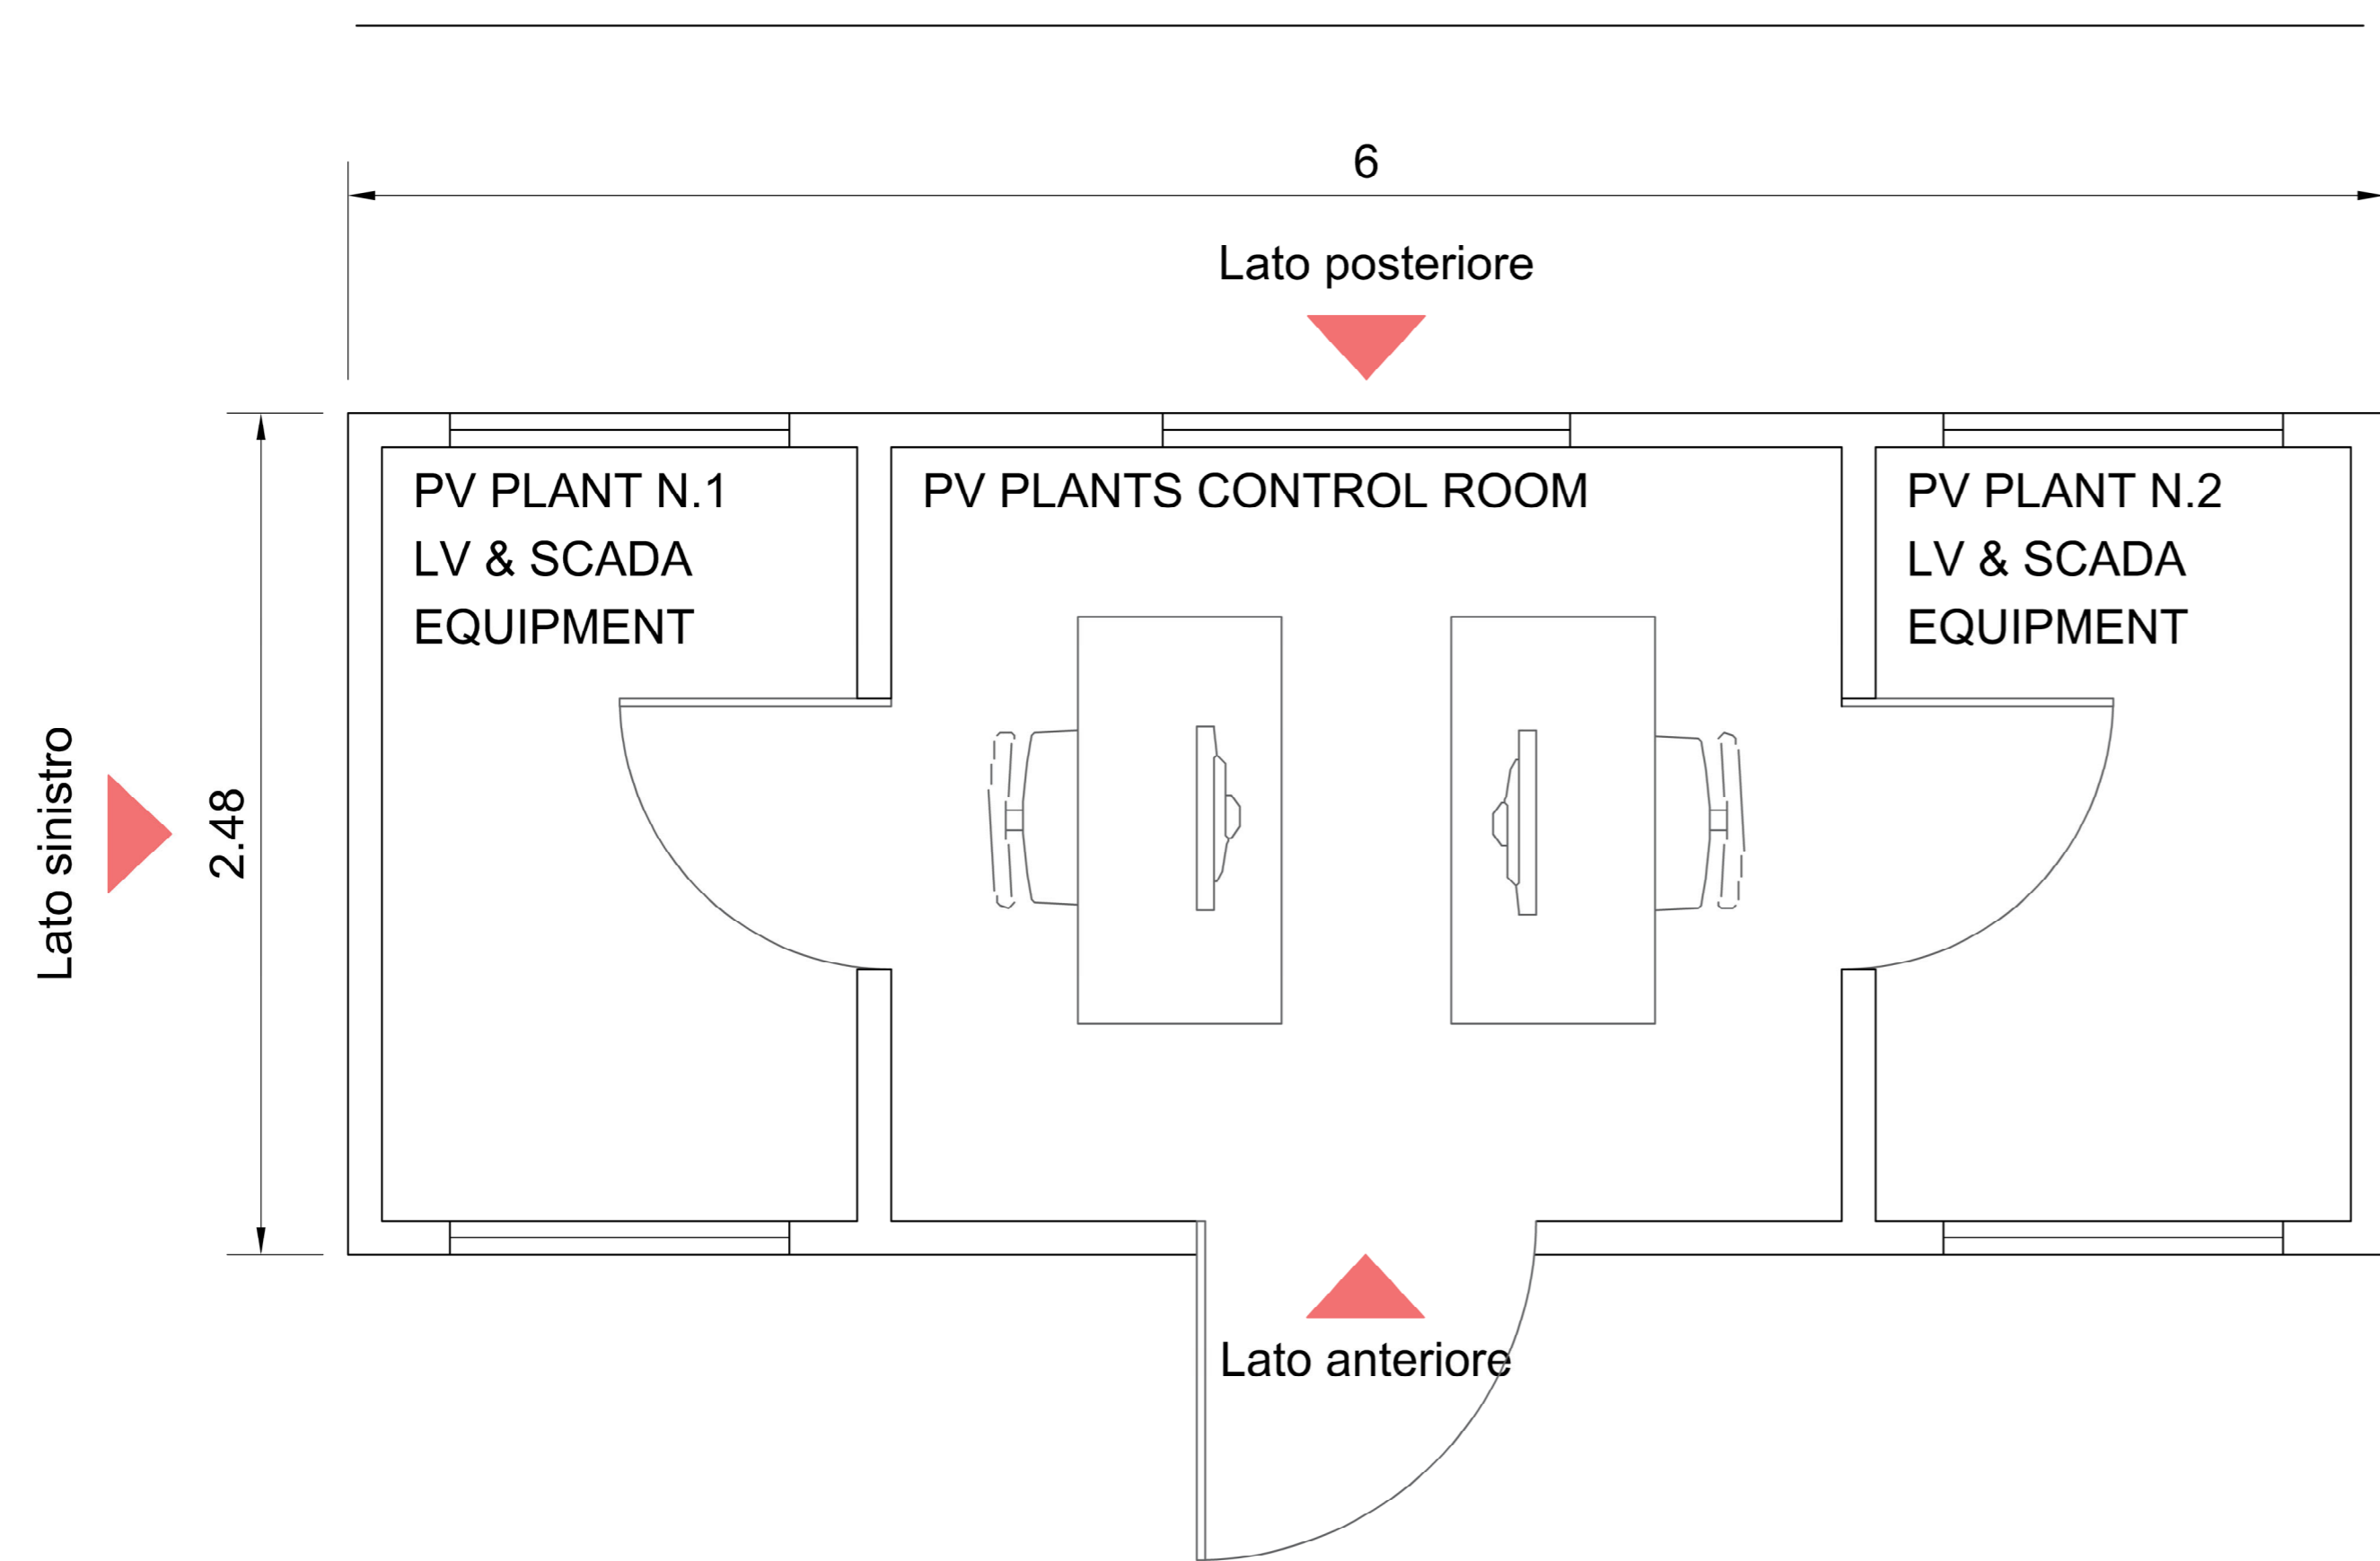 6
Lato posteriore
PV PLANT N.1
LV & SCADA
EQUIPMENT
PV PLANTS CONTROL ROOM
PV PLANT N.2
LV & SCADA
EQUIPMENT
Lato sinistro
2.48
Lato anteriore